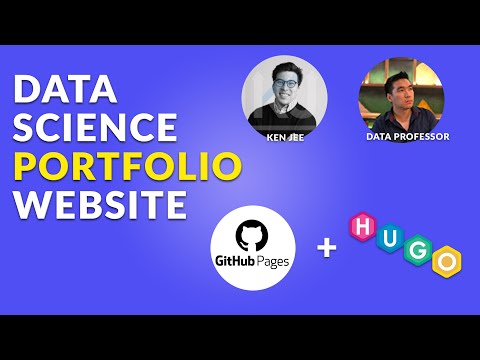 DATA
SCIENCE
PORTFOLIO
WEBSITE
KEN JEE
DATA PROFESSOR
GitHub Pages
+
HUGO